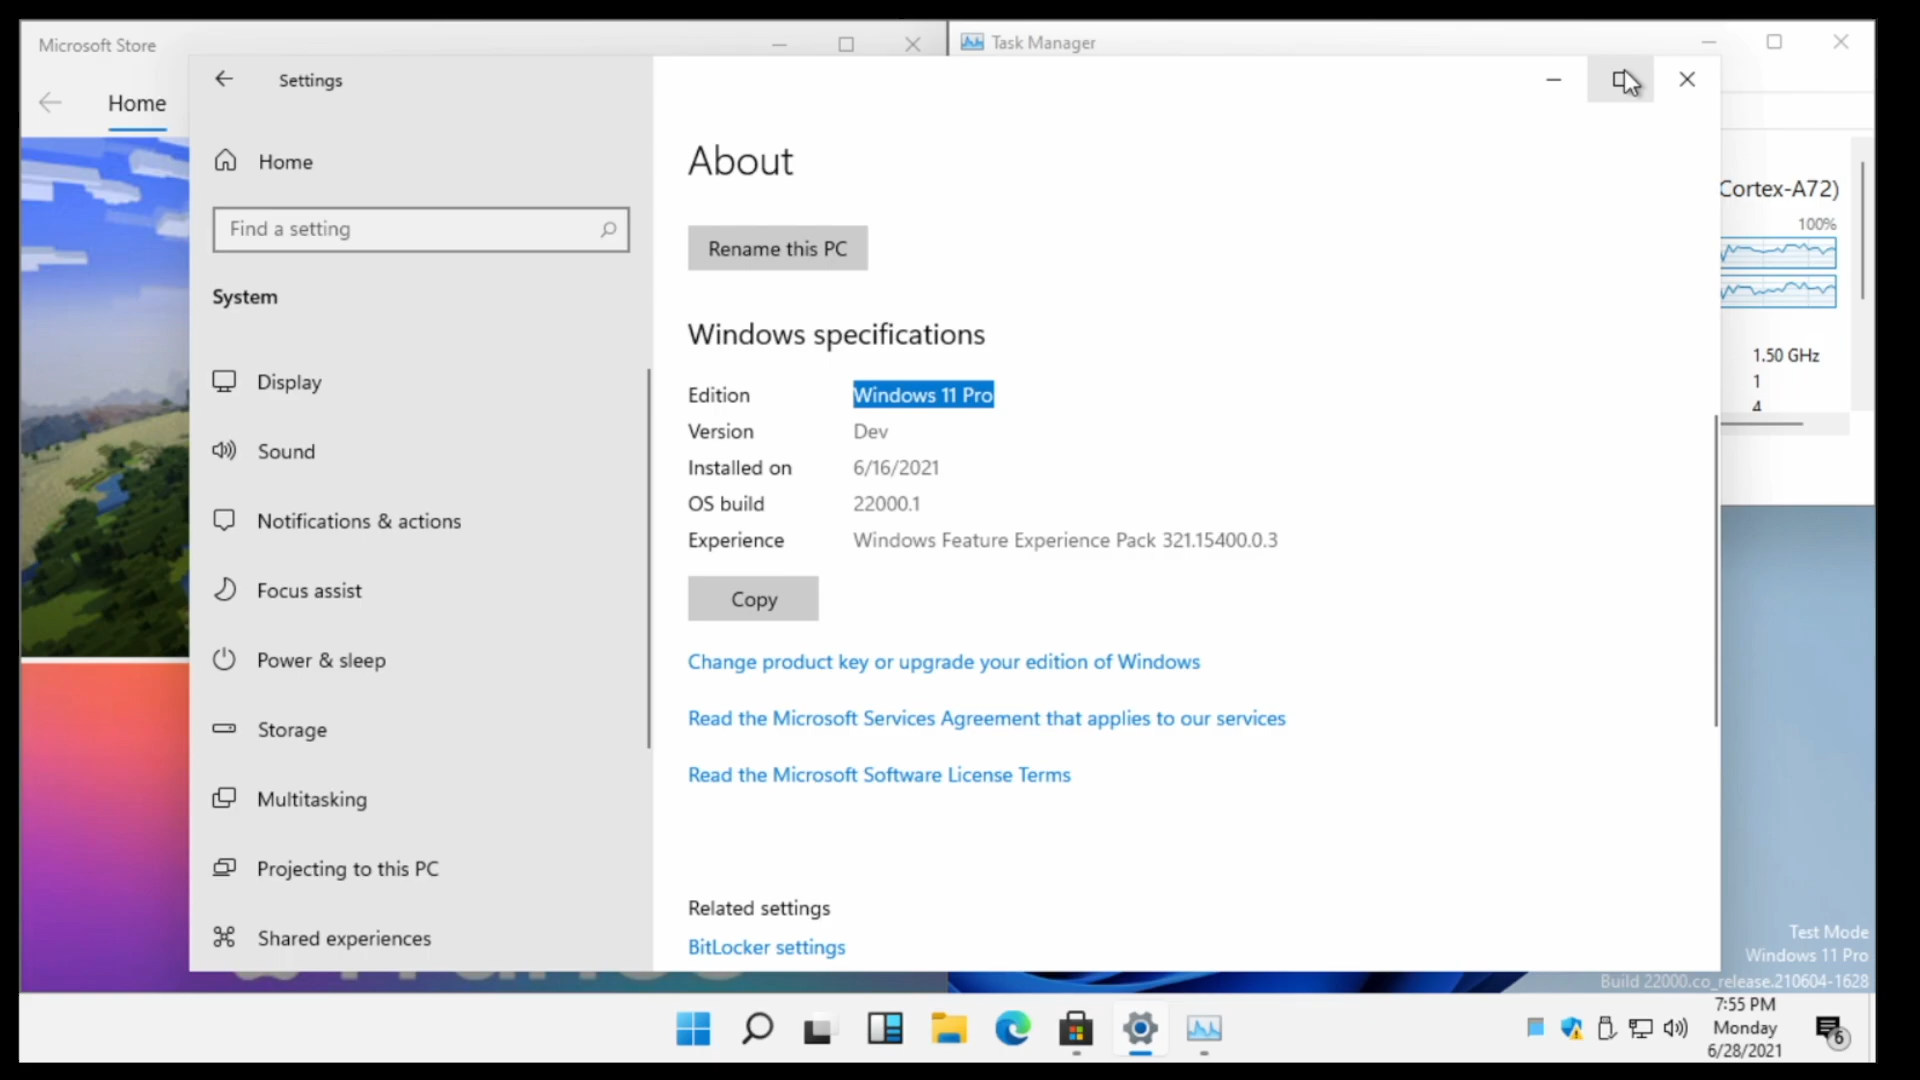 Microsoft Store
Task Manager
Settings
Home
Home
Find a setting
System
Display
Sound
Notifications & actions
Focus assist
Power & sleep
Storage
Multitasking
Projecting to this PC
Shared experiences
About
Rename this PC
Windows specifications
Edition Windows 11 Pro
Version Dev
Installed on 6/16/2021
OS build 22000.1
Experience Windows Feature Experience Pack 321.15400.0.3
Copy
Change product key or upgrade your edition of Windows
Read the Microsoft Services Agreement that applies to our services
Read the Microsoft Software License Terms
Related settings
BitLocker settings
Cortex-A72)
100%
1.50 GHz
1
4
Test Mode
Windows 11 Pro
Build 22000.co_release.210604-1628
7:55 PM
Monday
6/28/2021
6